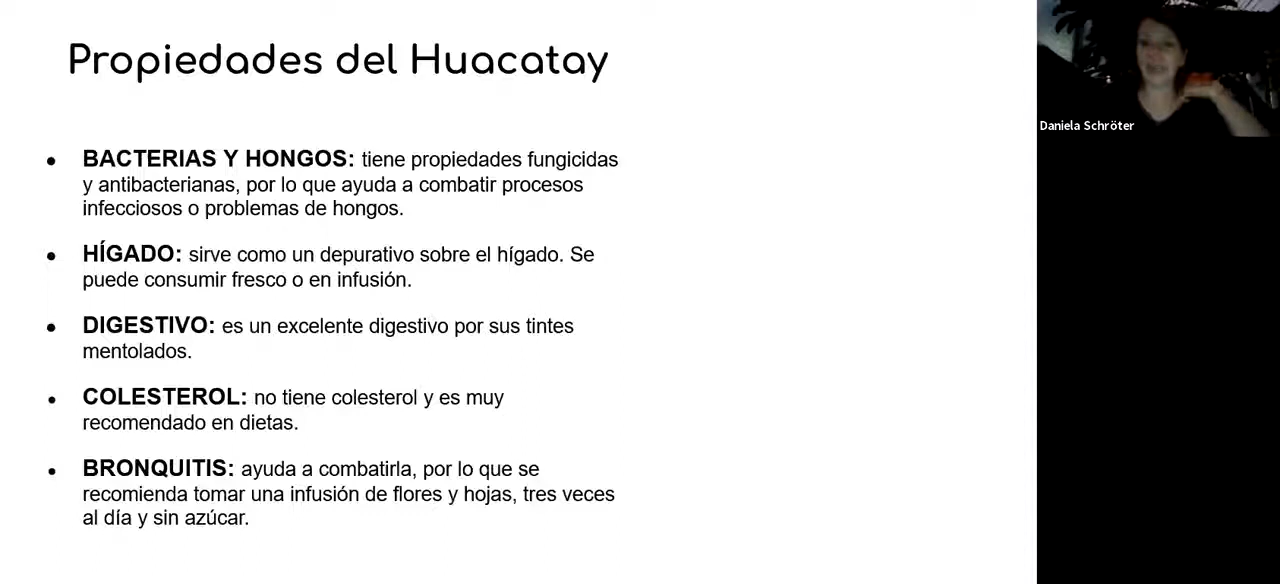 Propiedades del Huacatay
Daniela Schröter
• BACTERIAS Y HONGOS: tiene propiedades fungicidas
y antibacterianas, por lo que ayuda a combatir procesos
infecciosos o problemas de hongos.
• HÍGADO: sirve como un depurativo sobre el hígado. Se
puede consumir fresco o en infusión.
• DIGESTIVO: es un excelente digestivo por sus tintes
mentolados.
• COLESTEROL: no tiene colesterol y es muy
recomendado en dietas.
• BRONQUITIS: ayuda a combatirla, por lo que se
recomienda tomar una infusión de flores y hojas, tres veces
al día y sin azúcar.